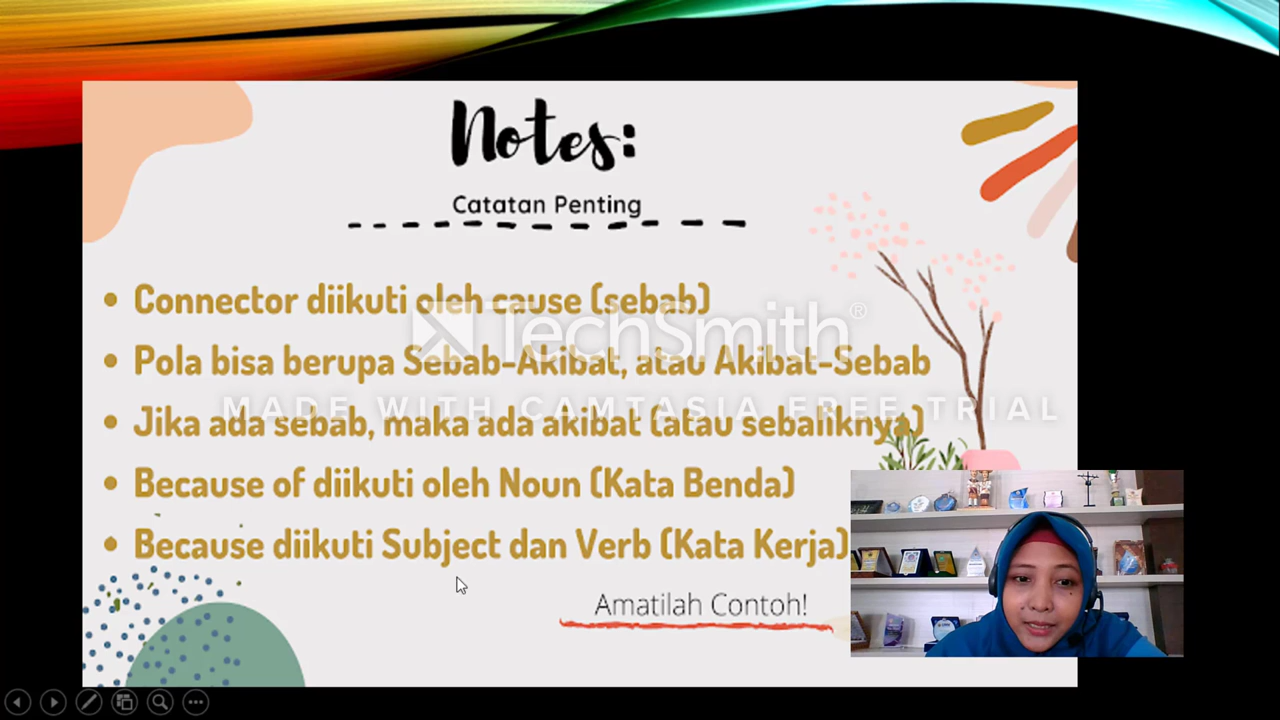 Notes:
Catatan Penting
• Connector diikuti oleh cause (sebab)
TechSmith®
• Pola bisa berupa Sebab-Akibat, atau Akibat-Sebab
MADE WITH CAMTASIA FREE TRIAL
• Jika ada sebab, maka ada akibat (atau sebaliknya)
• Because of diikuti oleh Noun (Kata Benda)
• Because diikuti Subject dan Verb (Kata Kerja)
Amatilah Contoh!